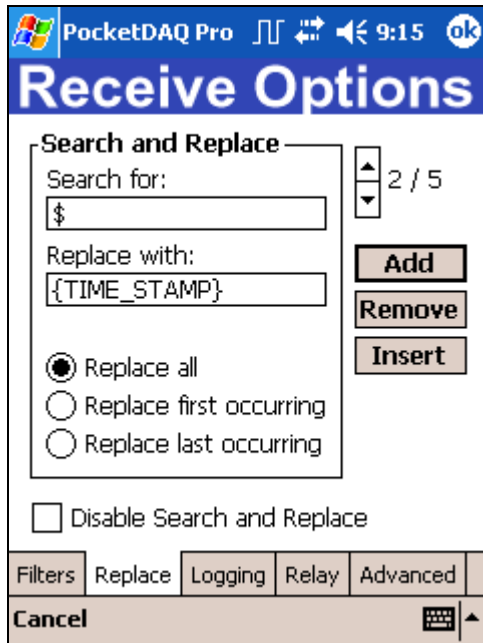 PocketDAQ Pro 9:15 ok
Receive Options
Search and Replace
Search for:
$
2 / 5
Replace with:
{TIME_STAMP}
Add
Remove
Insert
Replace all
Replace first occurring
Replace last occurring
Disable Search and Replace
Filters Replace Logging Relay Advanced
Cancel